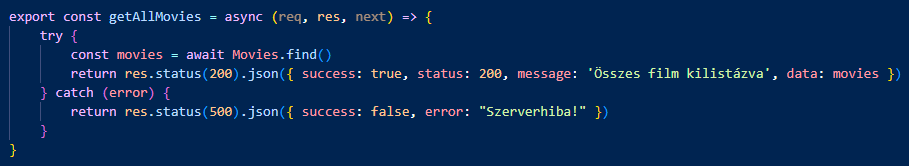 export const getAllMovies = async (req, res, next) => {
try {
const movies = await Movies.find()
return res.status(200).json({ success: true, status: 200, message: 'Összes film kilistázva', data: movies })
} catch (error) {
return res.status(500).json({ success: false, error: "Szerverhiba!" })
}
}